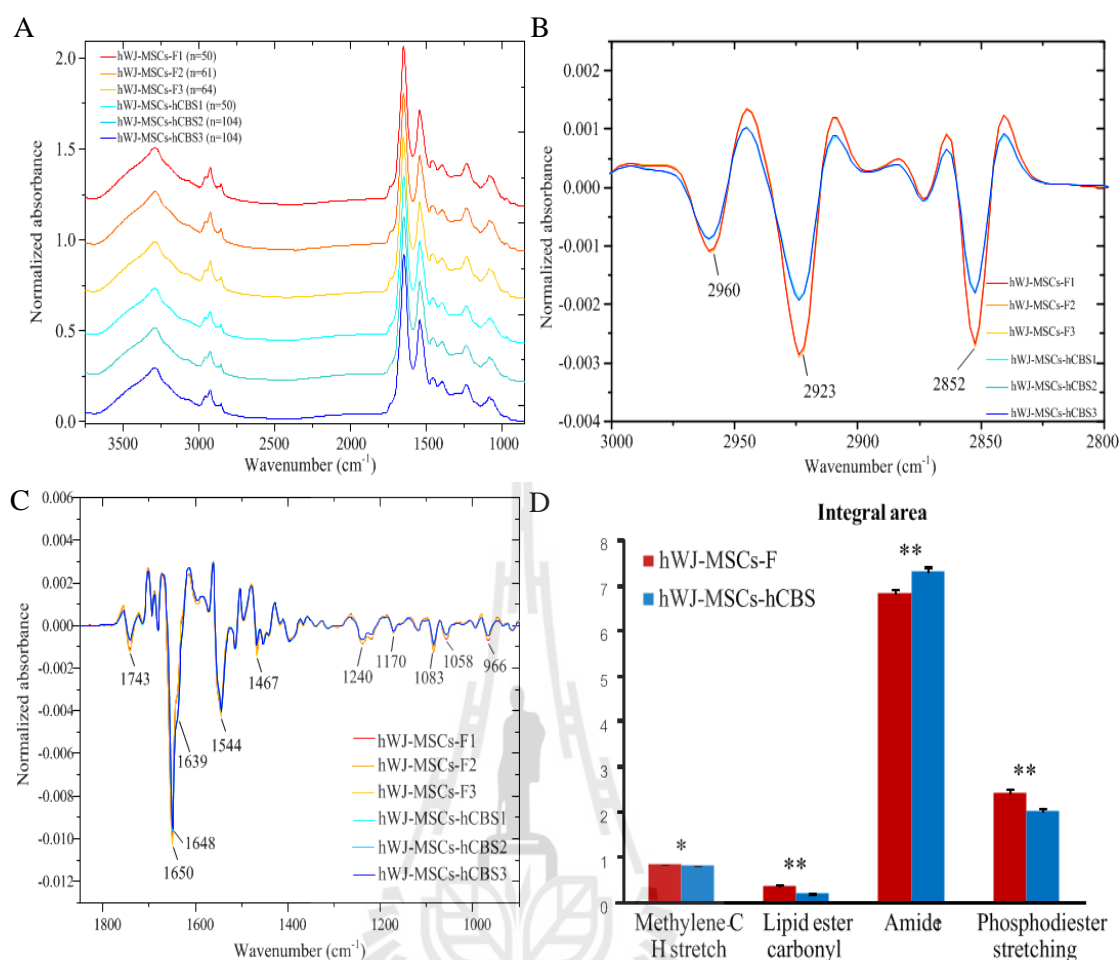 A
hWJ-MSCs-F1 (n=50)
hWJ-MSCs-F2 (n=61)
hWJ-MSCs-F3 (n=64)
hWJ-MSCs-hCBS1 (n=50)
hWJ-MSCs-hCBS2 (n=104)
hWJ-MSCs-hCBS3 (n=104)
Normalized absorbance
2.0
1.5
1.0
0.5
0.0
3500 3000 2500 2000 1500 1000
Wavenumber (cm-1)
B
Normalized absorbance
0.002
0.001
0.000
-0.001
-0.002
-0.003
-0.004
2960
2923
2852
hWJ-MSCs-F1
hWJ-MSCs-F2
hWJ-MSCs-F3
hWJ-MSCs-hCBS1
hWJ-MSCs-hCBS2
hWJ-MSCs-hCBS3
3000 2950 2900 2850 2800
Wavenumber (cm-1)
C
Normalized absorbance
0.006
0.004
0.002
0.000
-0.002
-0.004
-0.006
-0.008
-0.010
-0.012
1743
1639
1648
1650
1544
1467
1240
1170
1083
1058
966
hWJ-MSCs-F1
hWJ-MSCs-F2
hWJ-MSCs-F3
hWJ-MSCs-hCBS1
hWJ-MSCs-hCBS2
hWJ-MSCs-hCBS3
1800 1600 1400 1200 1000
Wavenumber (cm-1)
D
Integral area
hWJ-MSCs-F
hWJ-MSCs-hCBS
8
7
6
5
4
3
2
1
0
*
**
**
**
Methylene-C
H stretch
Lipid ester
carbonyl
Amide
Phosphodiester
stretching